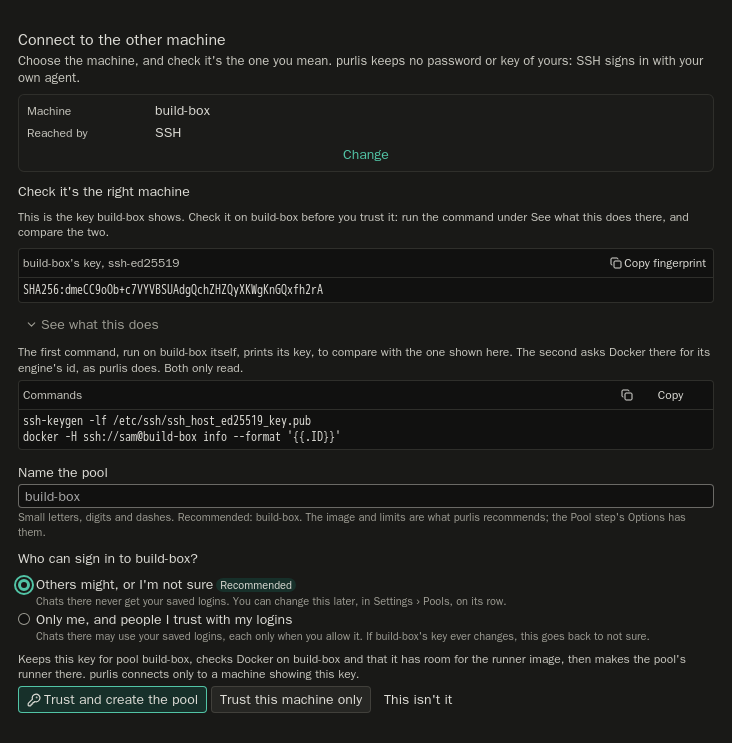 Connect to the other machine
Choose the machine, and check it's the one you mean. purlis keeps no password or key of yours: SSH signs in with your
own agent.
Machine build-box
Reached by SSH
Change
Check it's the right machine
This is the key build-box shows. Check it on build-box before you trust it: run the command under See what this does there, and
compare the two.
build-box's key, ssh-ed25519 Copy fingerprint
SHA256:dmeCC9oOb+c7VYVBSUAdgQchZHZQyXKWgKnGQxfh2rA
See what this does
The first command, run on build-box itself, prints its key, to compare with the one shown here. The second asks Docker there for its
engine's id, as purlis does. Both only read.
Commands Copy
ssh-keygen -lf /etc/ssh/ssh_host_ed25519_key.pub
docker -H ssh://sam@build-box info --format '{{.ID}}'
Name the pool
build-box
Small letters, digits and dashes. Recommended: build-box. The image and limits are what purlis recommends; the Pool step's Options has
them.
Who can sign in to build-box?
Others might, or I'm not sure Recommended
Chats there never get your saved logins. You can change this later, in Settings › Pools, on its row.
Only me, and people I trust with my logins
Chats there may use your saved logins, each only when you allow it. If build-box's key ever changes, this goes back to not sure.
Keeps this key for pool build-box, checks Docker on build-box and that it has room for the runner image, then makes the pool's
runner there. purlis connects only to a machine showing this key.
Trust and create the pool Trust this machine only This isn't it